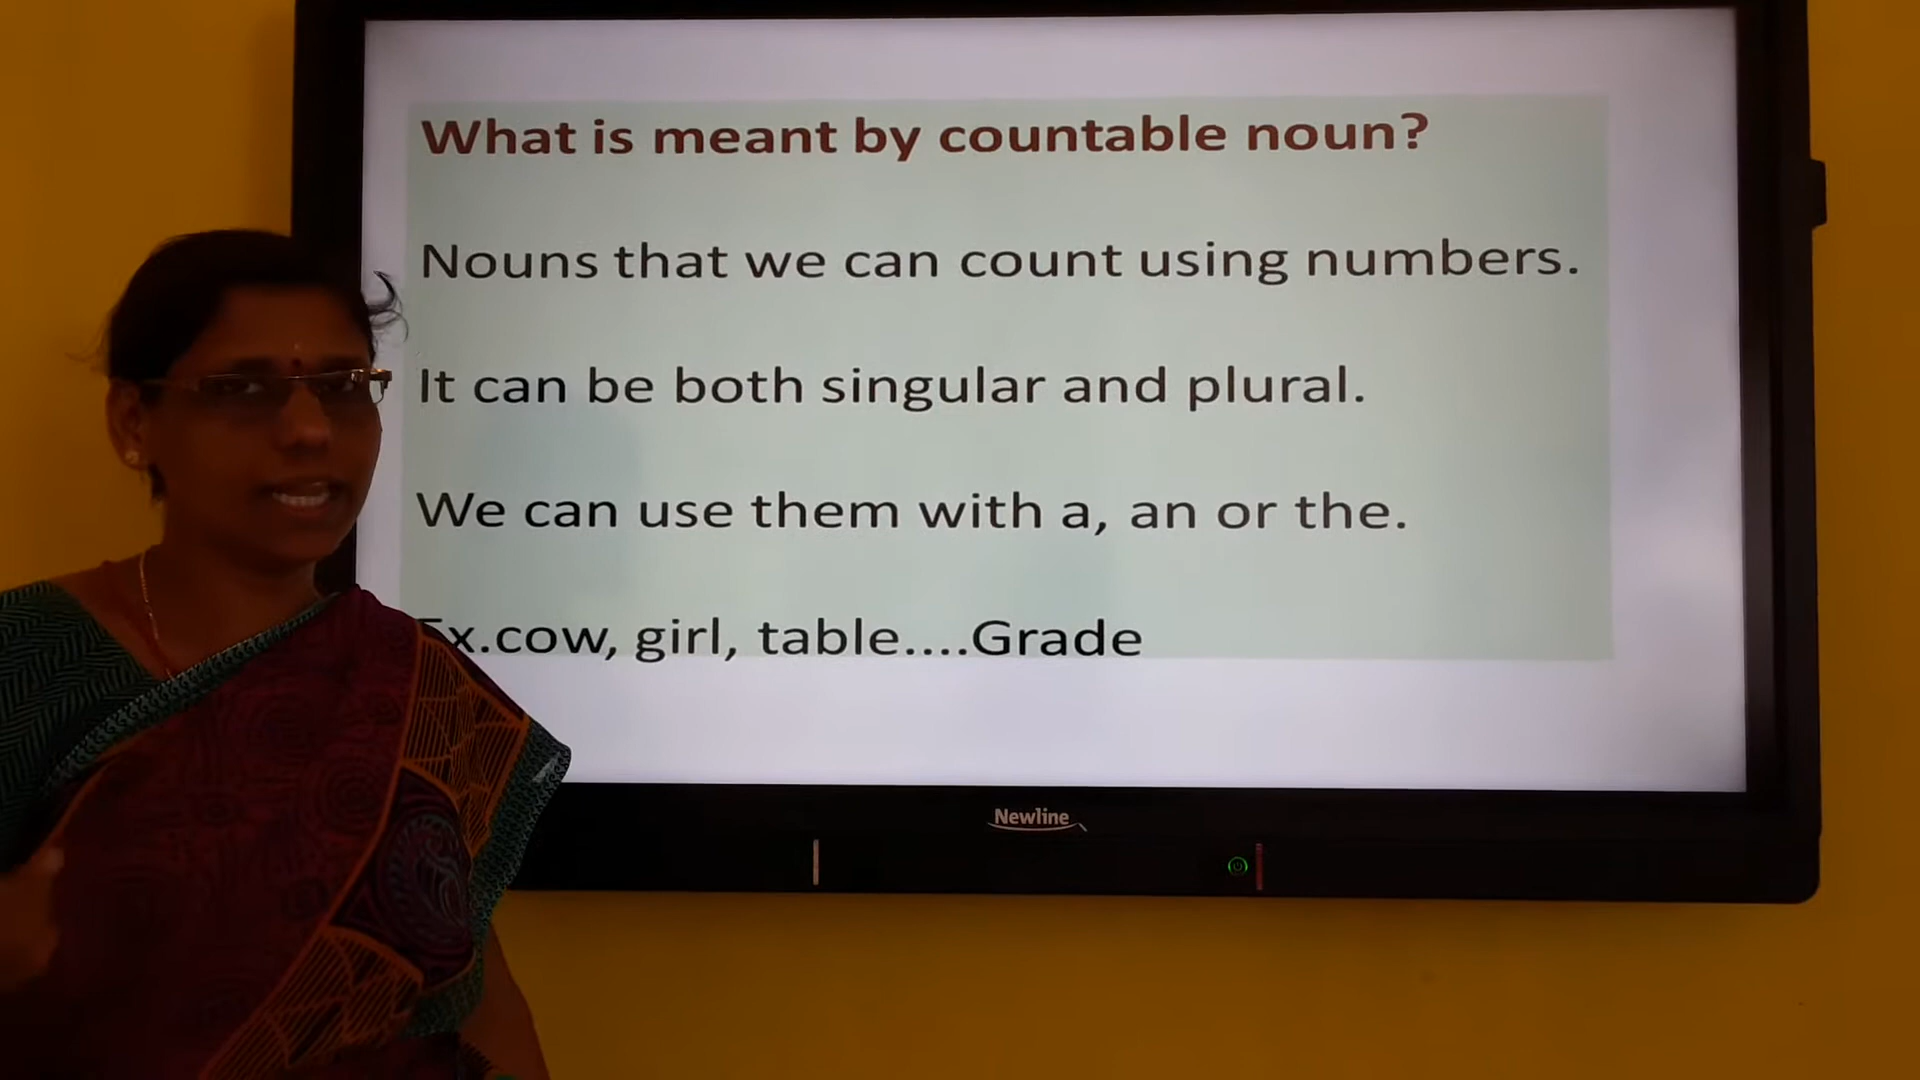 What is meant by countable noun?
Nouns that we can count using numbers.
It can be both singular and plural.
We can use them with a, an or the.
Ex.cow, girl, table....Grade
Newline